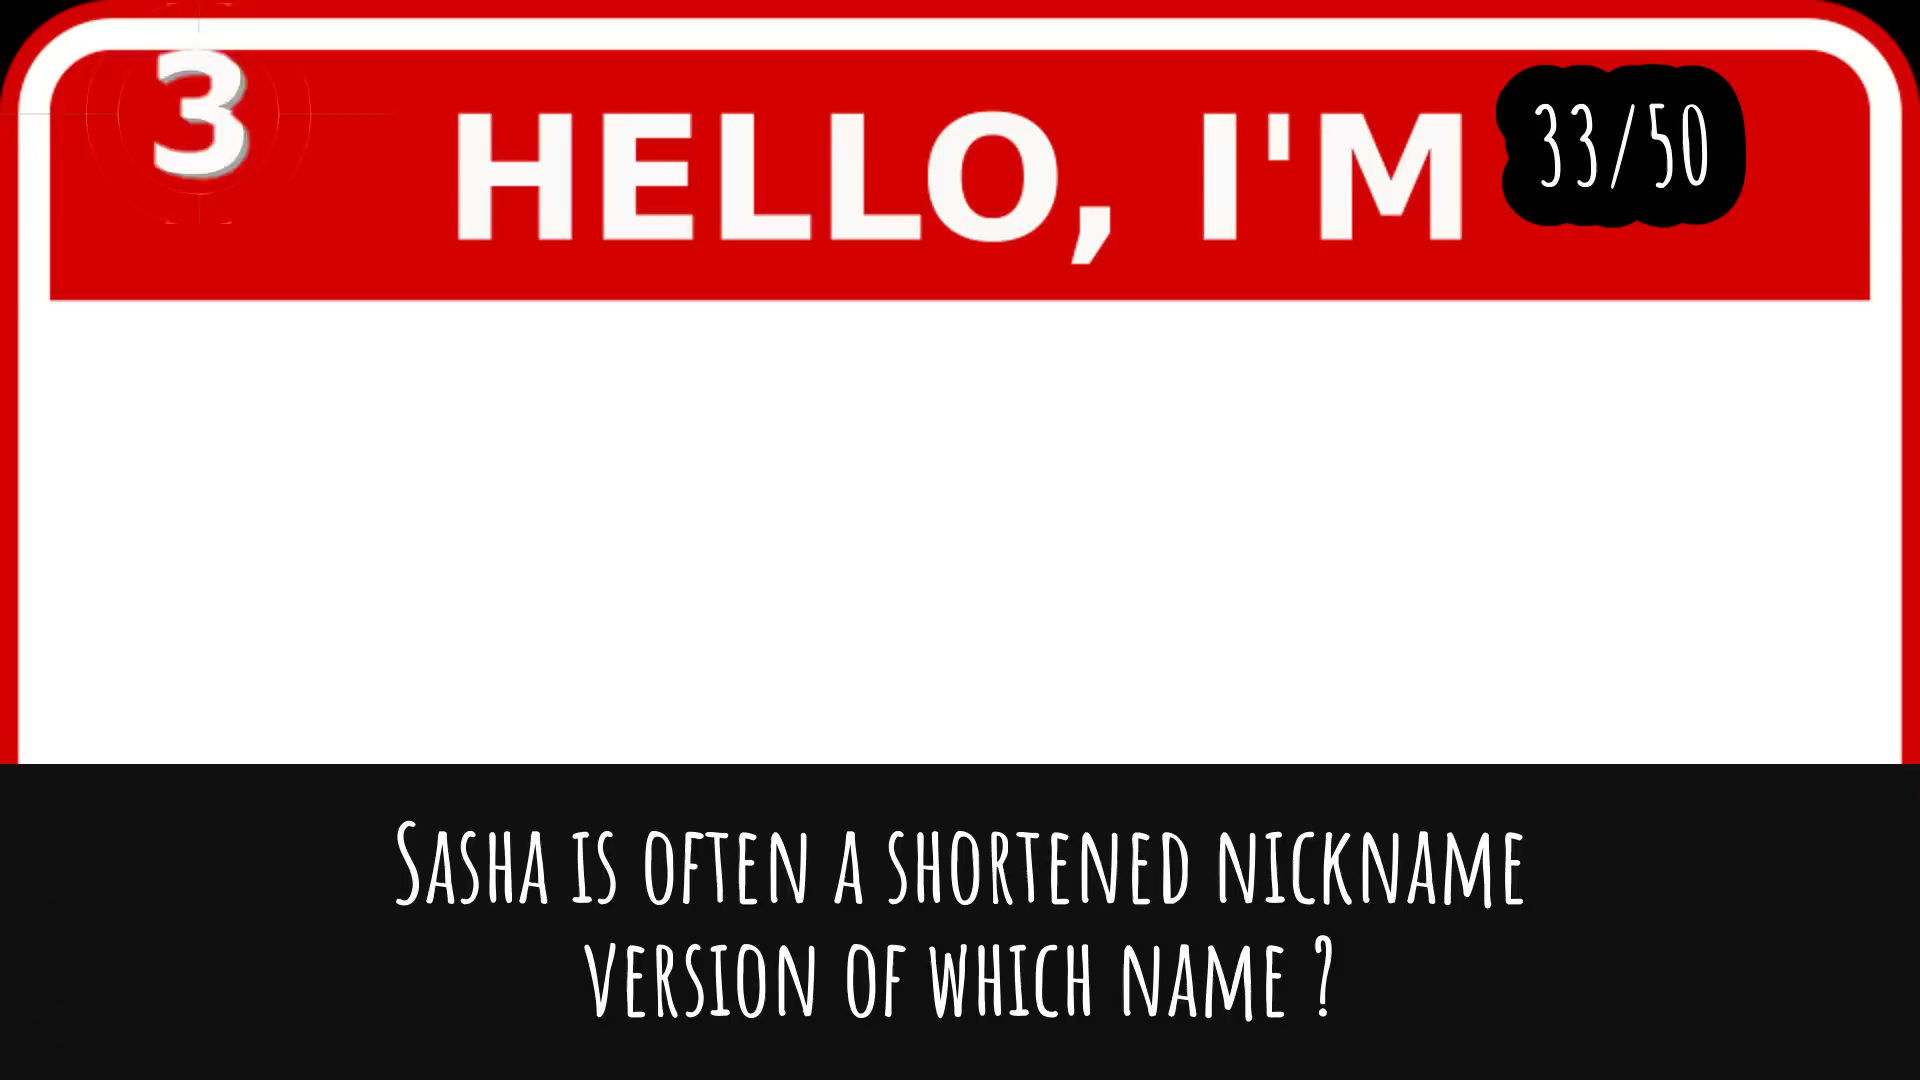 3
HELLO, I'M
33/50
Sasha is often a shortened nickname
version of which name ?